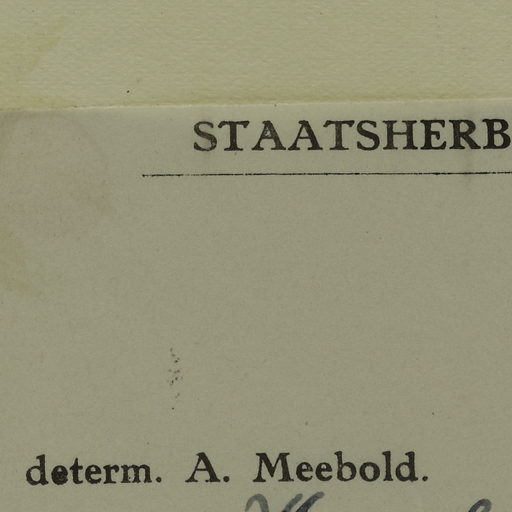 STAATSHERB
determ. A. Meebold.